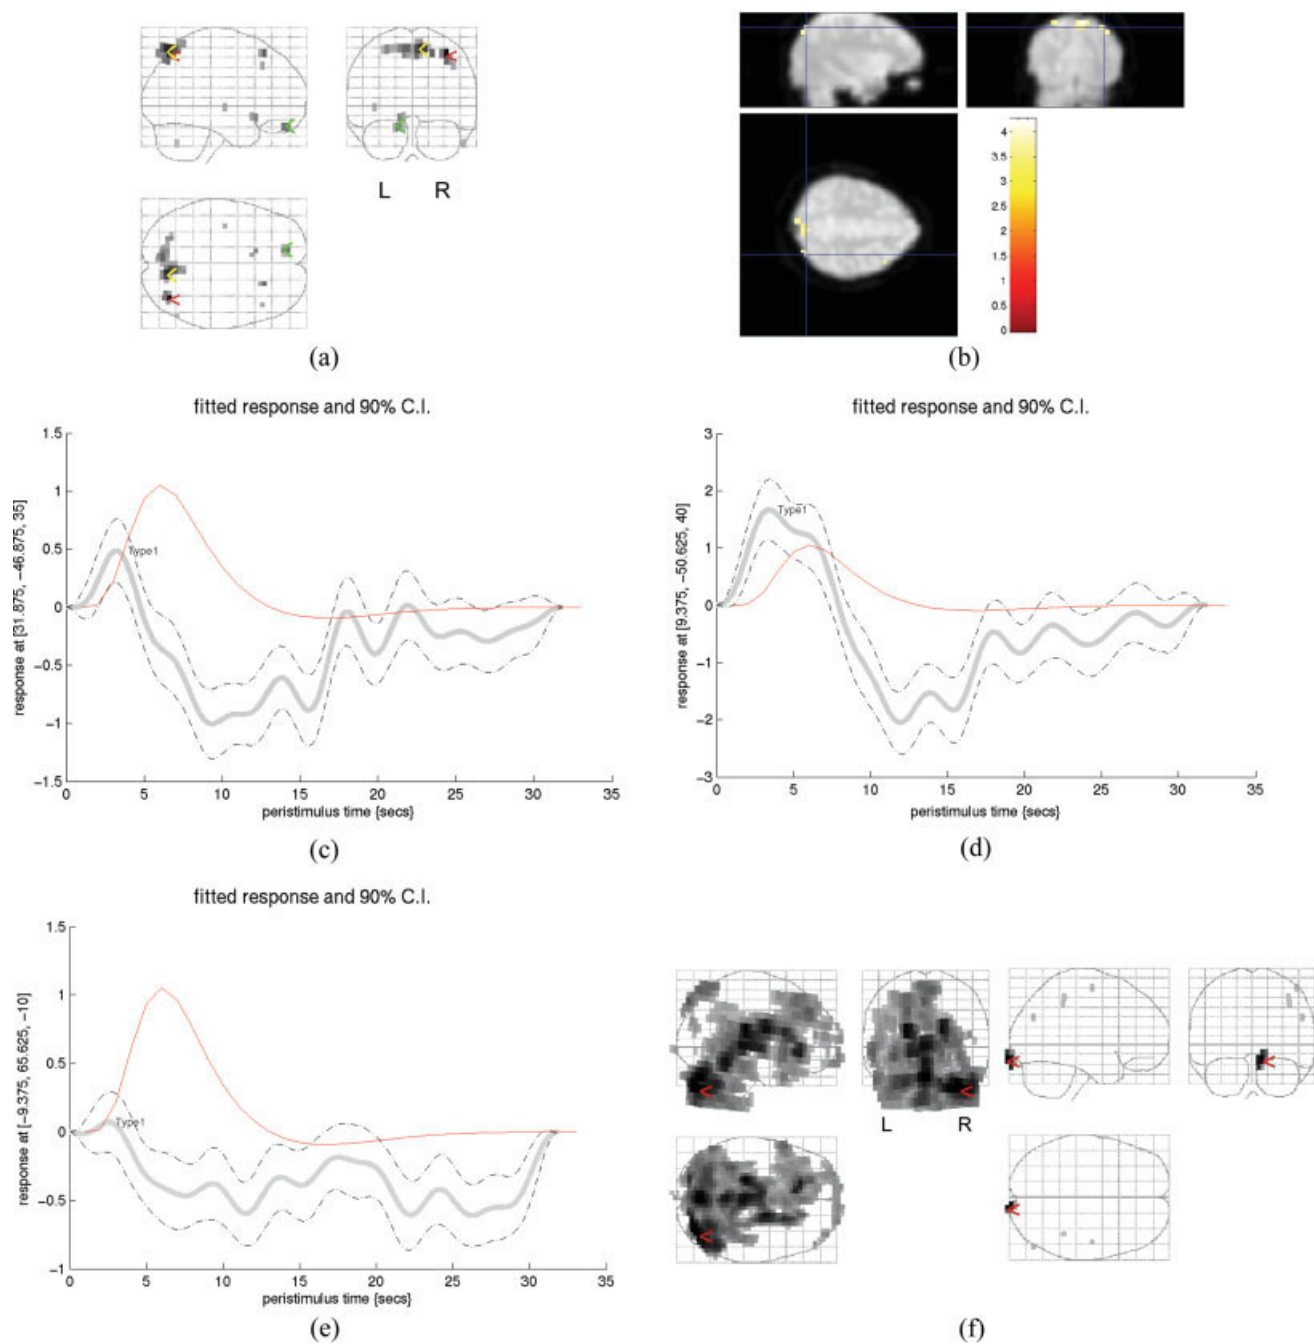 L R
(a)
4
3.5
3
2.5
2
1.5
1
0.5
0
(b)
fitted response and 90% C.I.
response at [31.875, −46.875, 35]
1.5
1
0.5
0
−0.5
−1
−1.5
Type1
0 5 10 15 20 25 30 35
peristimulus time {secs}
(c)
fitted response and 90% C.I.
response at [9.375, −50.625, 40]
3
2
1
0
−1
−2
−3
Type1
0 5 10 15 20 25 30 35
peristimulus time {secs}
(d)
fitted response and 90% C.I.
response at [−9.375, 65.625, −10]
1.5
1
0.5
0
−0.5
−1
Type1
0 5 10 15 20 25 30 35
peristimulus time {secs}
(e)
L R
(f)